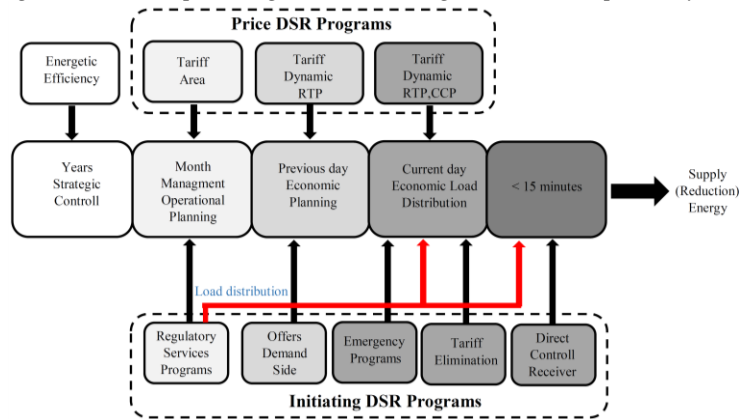 Price DSR Programs
Energetic
Efficiency
Tariff
Area
Tariff
Dynamic
RTP
Tariff
Dynamic
RTP,CCP
Years
Strategic
Controll
Month
Managment
Operational
Planning
Previous day
Economic
Planning
Current day
Economic Load
Distribution
< 15 minutes
Supply
(Reduction)
Energy
Load distribution
Regulatory
Services
Programs
Offers
Demand
Side
Emergency
Programs
Tariff
Elimination
Direct
Controll
Receiver
Initiating DSR Programs